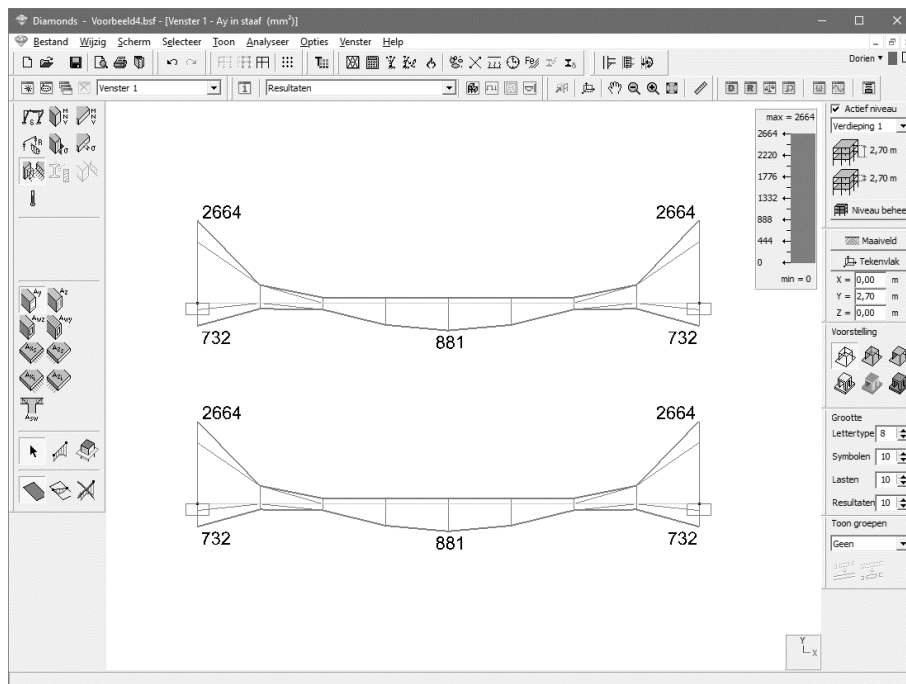 Diamonds - Voorbeeld4.bsf - [Venster 1 - Ay in staaf (mm²)]
Bestand Wijzig Scherm Selecteer Toon Analyseer Opties Venster Help
Dorien
Venster 1
Resultaten
Actief niveau
Verdieping 1
2,70 m
2,70 m
Niveau behee
Maaiveld
Tekenvlak
X = 0,00 m
Y = 2,70 m
Z = 0,00 m
Voorstelling
Grootte
Lettertype 8
Symbolen 10
Lasten 10
Resultaten 10
Toon groepen
Geen
max = 2664
2664
2220
1776
1332
888
444
0
min = 0
2664 2664
732 881 732
2664 2664
732 881 732
Y
X